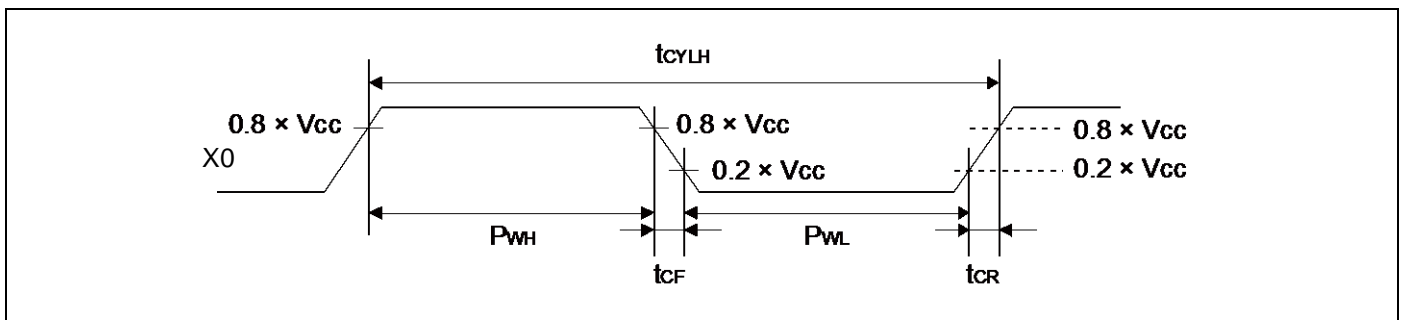 tCYLH
0.8 × Vcc 0.8 × Vcc 0.8 × Vcc
X0
0.2 × Vcc 0.2 × Vcc
PWH PWL
tCF tCR